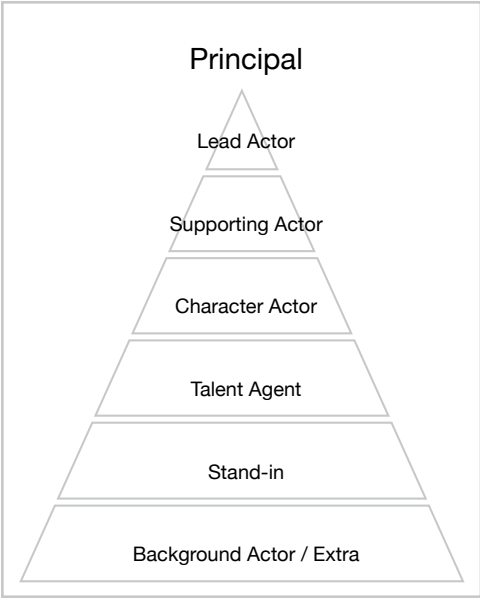 Principal
Lead Actor
Supporting Actor
Character Actor
Talent Agent
Stand-in
Background Actor / Extra